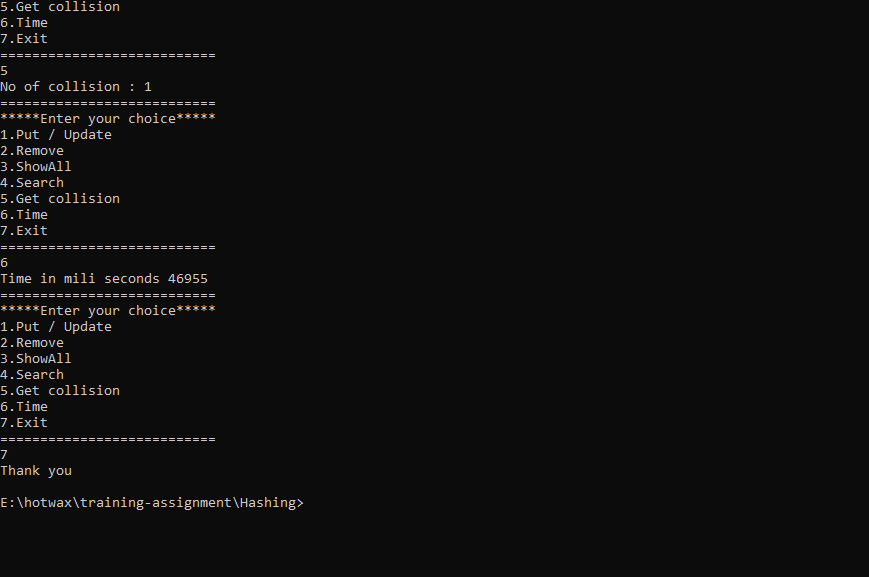 5.Get collision
6.Time
7.Exit
===========================
5
No of collision : 1
===========================
*****Enter your choice*****
1.Put / Update
2.Remove
3.ShowAll
4.Search
5.Get collision
6.Time
7.Exit
===========================
6
Time in mili seconds 46955
===========================
*****Enter your choice*****
1.Put / Update
2.Remove
3.ShowAll
4.Search
5.Get collision
6.Time
7.Exit
===========================
7
Thank you
E:\hotwax\training-assignment\Hashing>